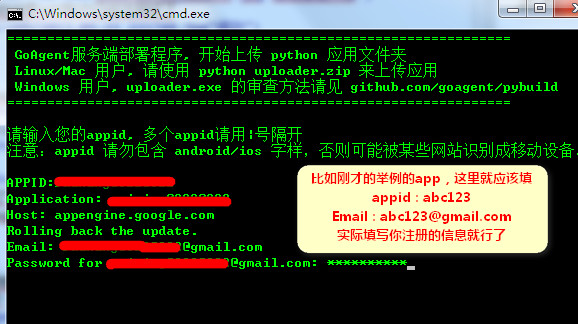 C:\Windows\system32\cmd.exe
===============================================================
GoAgent服务端部署程序, 开始上传 python 应用文件夹
Linux/Mac 用户, 请使用 python uploader.zip 来上传应用
Windows 用户, uploader.exe 的审查方法请见 github.com/goagent/pybuild
===============================================================
请输入您的appid, 多个appid请用|号隔开
注意: appid 请勿包含 android/ios 字样, 否则可能被某些网站识别成移动设备.
APPID:
Application:
Host: appengine.google.com
Rolling back the update.
Email: @gmail.com
Password for @gmail.com: **********
比如刚才的举例的app，这里就应该填
appid：abc123
Email：abc123@gmail.com
实际填写你注册的信息就行了